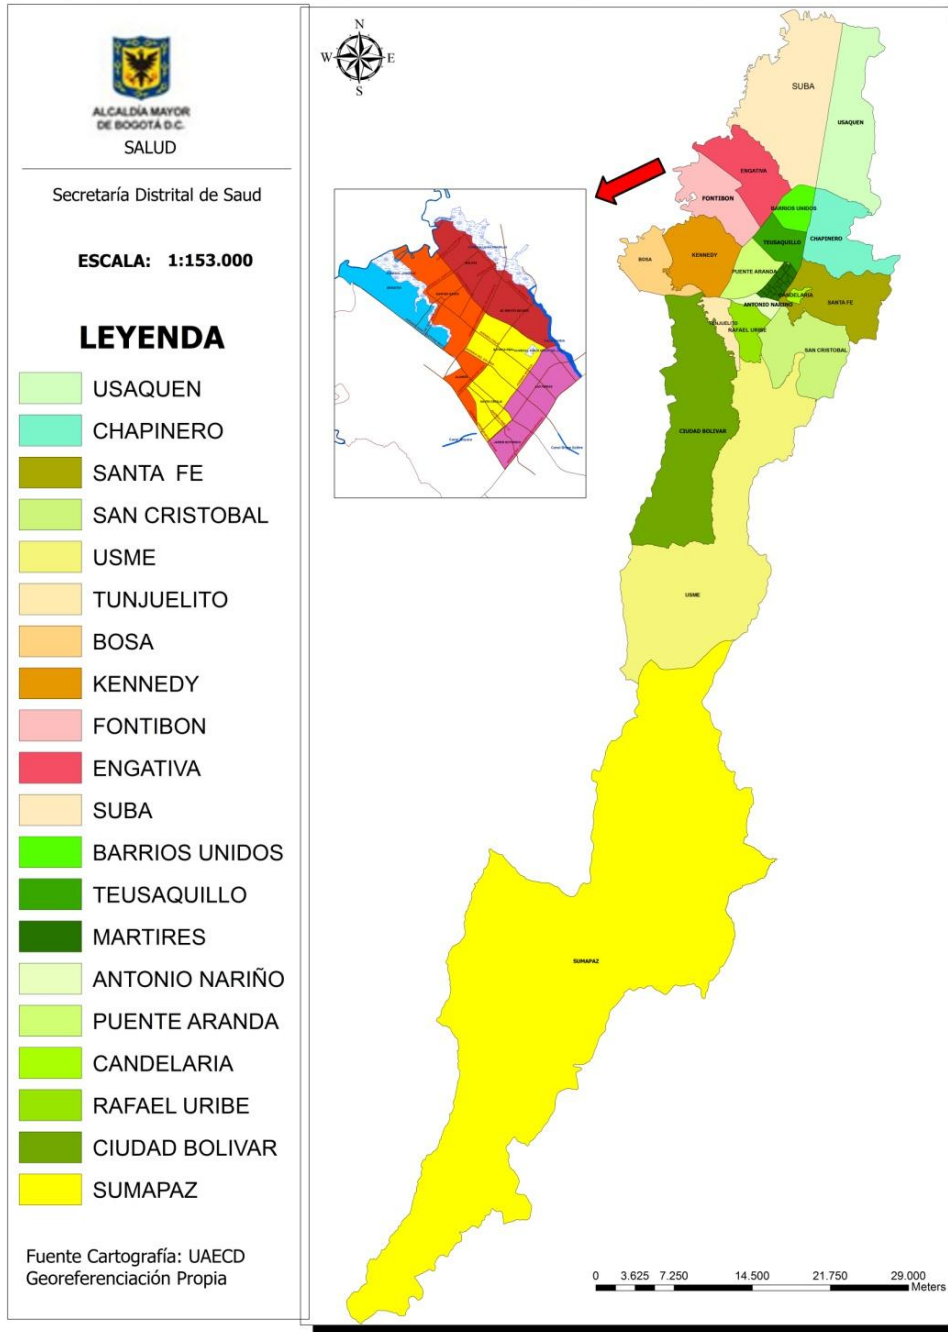 ALCALDÍA MAYOR
DE BOGOTÁ D.C.
SALUD
Secretaría Distrital de Saud
ESCALA: 1:153.000
LEYENDA
USAQUEN
CHAPINERO
SANTA FE
SAN CRISTOBAL
USME
TUNJUELITO
BOSA
KENNEDY
FONTIBON
ENGATIVA
SUBA
BARRIOS UNIDOS
TEUSAQUILLO
MARTIRES
ANTONIO NARIÑO
PUENTE ARANDA
CANDELARIA
RAFAEL URIBE
CIUDAD BOLIVAR
SUMAPAZ
Fuente Cartografía: UAECD
Georeferenciación Propia
N
W E
S
SUBA
USAQUEN
ENGATIVA
FONTIBON
BARRIOS UNIDOS
CHAPINERO
TEUSAQUILLO
KENNEDY
BOSA
PUENTE ARANDA
CANDELARIA
SANTA FE
ANTONIO NARIÑO
RAFAEL URIBE
SAN CRISTOBAL
CIUDAD BOLIVAR
USME
SUMAPAZ
0 3.625 7.250 14.500 21.750 29.000
Meters